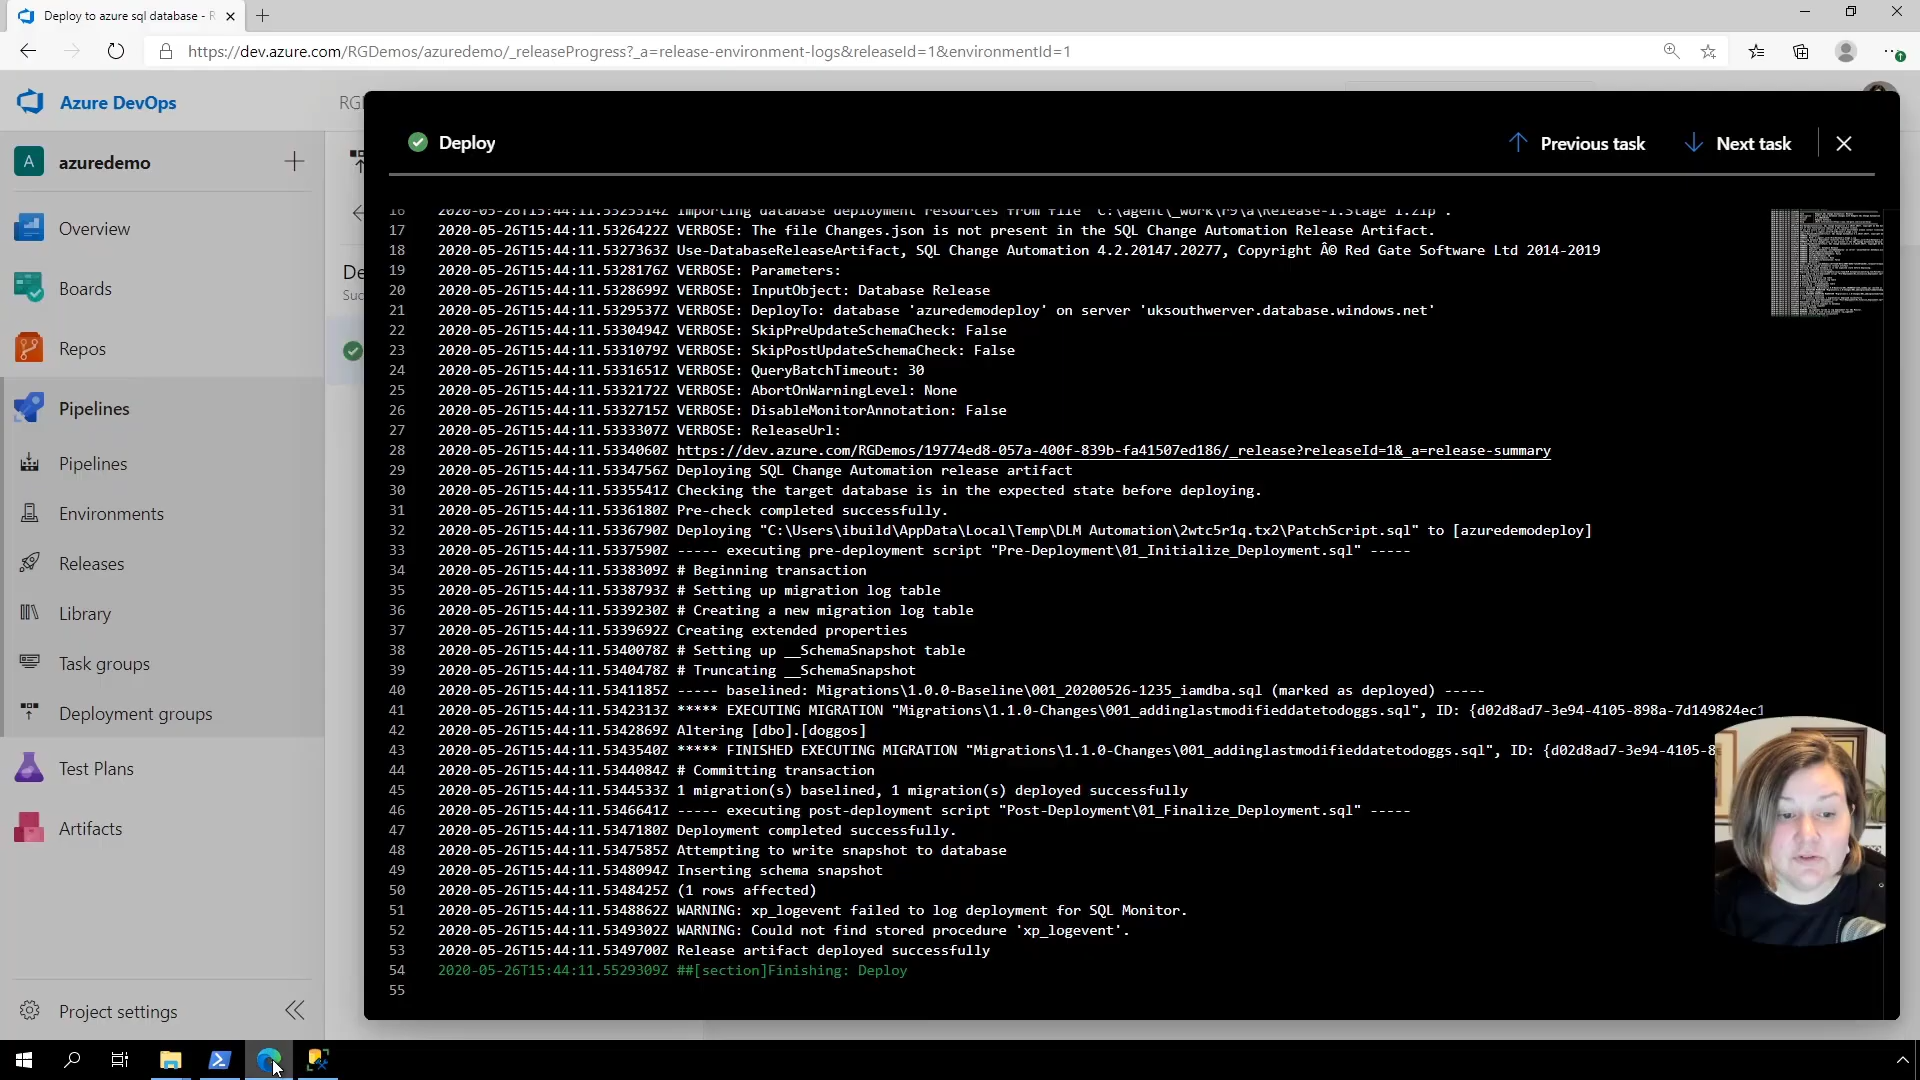 Deploy to azure sql database - R
https://dev.azure.com/RGDemos/azuredemo/_releaseProgress?_a=release-environment-logs&releaseId=1&environmentId=1
Azure DevOps
RG
A
azuredemo
Overview
Boards
Repos
Pipelines
Pipelines
Environments
Releases
Library
Task groups
Deployment groups
Test Plans
Artifacts
Project settings
De
Suc
Deploy
Previous task
Next task
16 2020-05-26T15:44:11.5325314Z Importing database deployment resources from file 'C:\agent\_work\r9\a\Release-1.Stage 1.zip'.
17 2020-05-26T15:44:11.5326422Z VERBOSE: The file Changes.json is not present in the SQL Change Automation Release Artifact.
18 2020-05-26T15:44:11.5327363Z Use-DatabaseReleaseArtifact, SQL Change Automation 4.2.20147.20277, Copyright Â© Red Gate Software Ltd 2014-2019
19 2020-05-26T15:44:11.5328176Z VERBOSE: Parameters:
20 2020-05-26T15:44:11.5328699Z VERBOSE: InputObject: Database Release
21 2020-05-26T15:44:11.5329537Z VERBOSE: DeployTo: database 'azuredemodeploy' on server 'uksouthwerver.database.windows.net'
22 2020-05-26T15:44:11.5330494Z VERBOSE: SkipPreUpdateSchemaCheck: False
23 2020-05-26T15:44:11.5331079Z VERBOSE: SkipPostUpdateSchemaCheck: False
24 2020-05-26T15:44:11.5331651Z VERBOSE: QueryBatchTimeout: 30
25 2020-05-26T15:44:11.5332172Z VERBOSE: AbortOnWarningLevel: None
26 2020-05-26T15:44:11.5332715Z VERBOSE: DisableMonitorAnnotation: False
27 2020-05-26T15:44:11.5333307Z VERBOSE: ReleaseUrl:
28 2020-05-26T15:44:11.5334060Z https://dev.azure.com/RGDemos/19774ed8-057a-400f-839b-fa41507ed186/_release?releaseId=1&_a=release-summary
29 2020-05-26T15:44:11.5334756Z Deploying SQL Change Automation release artifact
30 2020-05-26T15:44:11.5335541Z Checking the target database is in the expected state before deploying.
31 2020-05-26T15:44:11.5336180Z Pre-check completed successfully.
32 2020-05-26T15:44:11.5336790Z Deploying "C:\Users\ibuild\AppData\Local\Temp\DLM Automation\2wtc5r1q.tx2\PatchScript.sql" to [azuredemodeploy]
33 2020-05-26T15:44:11.5337590Z ----- executing pre-deployment script "Pre-Deployment\01_Initialize_Deployment.sql" -----
34 2020-05-26T15:44:11.5338309Z # Beginning transaction
35 2020-05-26T15:44:11.5338793Z # Setting up migration log table
36 2020-05-26T15:44:11.5339230Z # Creating a new migration log table
37 2020-05-26T15:44:11.5339692Z Creating extended properties
38 2020-05-26T15:44:11.5340078Z # Setting up __SchemaSnapshot table
39 2020-05-26T15:44:11.5340478Z # Truncating __SchemaSnapshot
40 2020-05-26T15:44:11.5341185Z ----- baselined: Migrations\1.0.0-Baseline\001_20200526-1235_iamdba.sql (marked as deployed) -----
41 2020-05-26T15:44:11.5342313Z ***** EXECUTING MIGRATION "Migrations\1.1.0-Changes\001_addinglastmodifieddatetodoggs.sql", ID: {d02d8ad7-3e94-4105-898a-7d149824ec1
42 2020-05-26T15:44:11.5342869Z Altering [dbo].[doggos]
43 2020-05-26T15:44:11.5343540Z ***** FINISHED EXECUTING MIGRATION "Migrations\1.1.0-Changes\001_addinglastmodifieddatetodoggs.sql", ID: {d02d8ad7-3e94-4105-8
44 2020-05-26T15:44:11.5344084Z # Committing transaction
45 2020-05-26T15:44:11.5344533Z 1 migration(s) baselined, 1 migration(s) deployed successfully
46 2020-05-26T15:44:11.5346641Z ----- executing post-deployment script "Post-Deployment\01_Finalize_Deployment.sql" -----
47 2020-05-26T15:44:11.5347180Z Deployment completed successfully.
48 2020-05-26T15:44:11.5347585Z Attempting to write snapshot to database
49 2020-05-26T15:44:11.5348094Z Inserting schema snapshot
50 2020-05-26T15:44:11.5348425Z (1 rows affected)
51 2020-05-26T15:44:11.5348862Z WARNING: xp_logevent failed to log deployment for SQL Monitor.
52 2020-05-26T15:44:11.5349302Z WARNING: Could not find stored procedure 'xp_logevent'.
53 2020-05-26T15:44:11.5349700Z Release artifact deployed successfully
54 2020-05-26T15:44:11.5529309Z ##[section]Finishing: Deploy
55